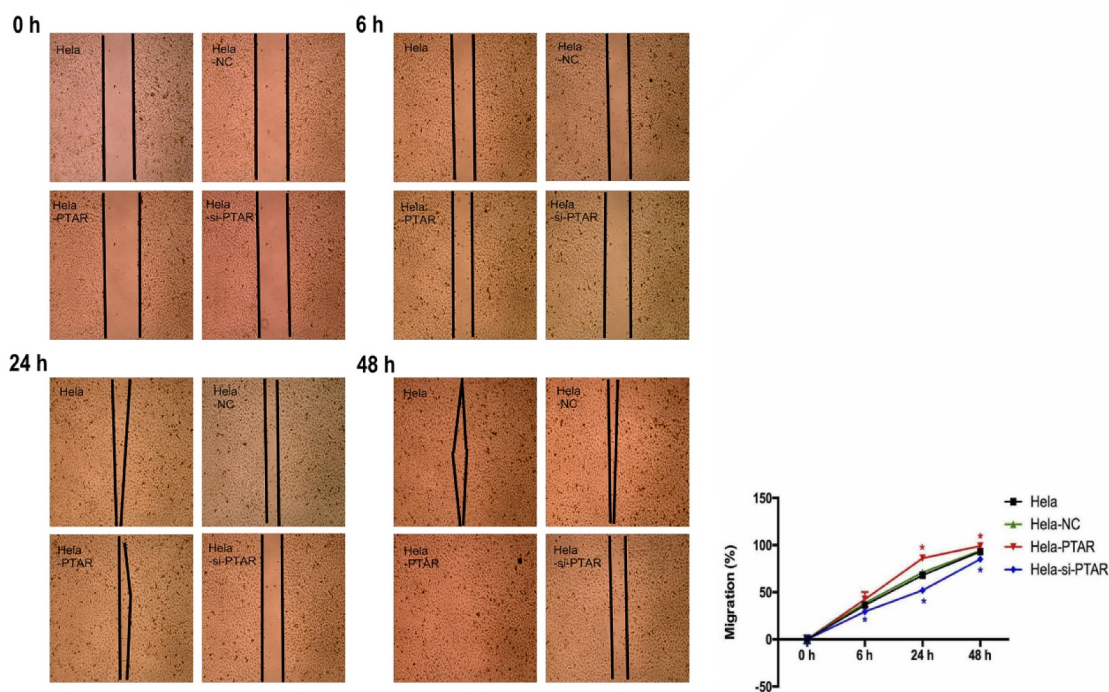 0 h
6 h
Hela
Hela
-NC
Hela
Hela
-NC
Hela
-PTAR
Hela
-si-PTAR
Hela
-PTAR
Hela
-si-PTAR
24 h
48 h
Hela
Hela
-NC
Hela
Hela
-NC
Hela
-PTAR
Hela
-si-PTAR
Hela
-PTAR
Hela
-si-PTAR
Migration (%)
150
100
50
0
-50
0 h
6 h
24 h
48 h
*
*
*
*
*
Hela
Hela-NC
Hela-PTAR
Hela-si-PTAR